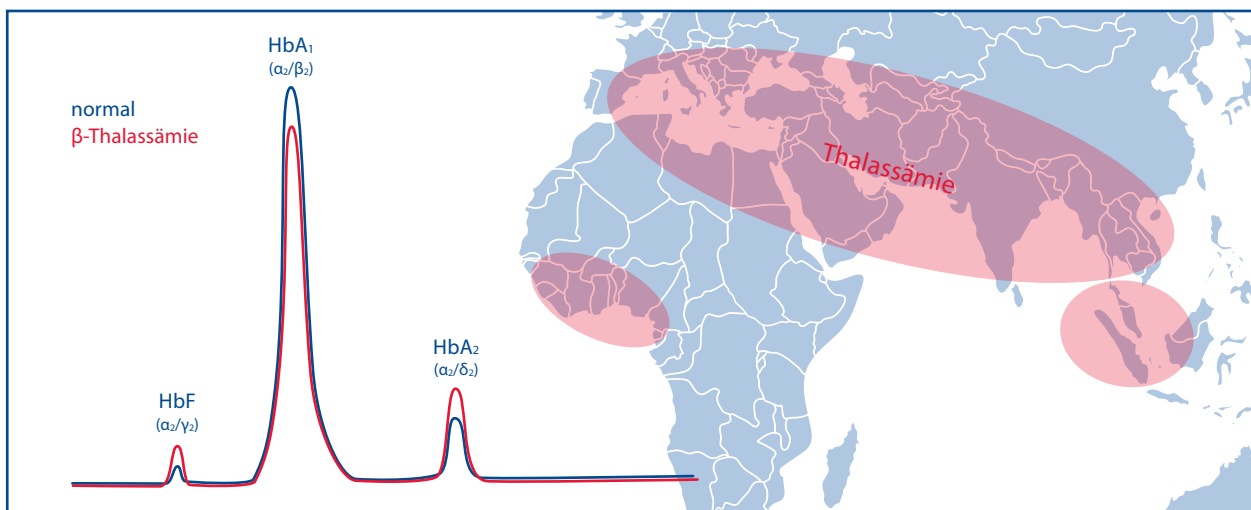 HbA₁
(α₂/β₂)
normal
β-Thalassämie
Thalassämie
HbA₂
(α₂/δ₂)
HbF
(α₂/γ₂)